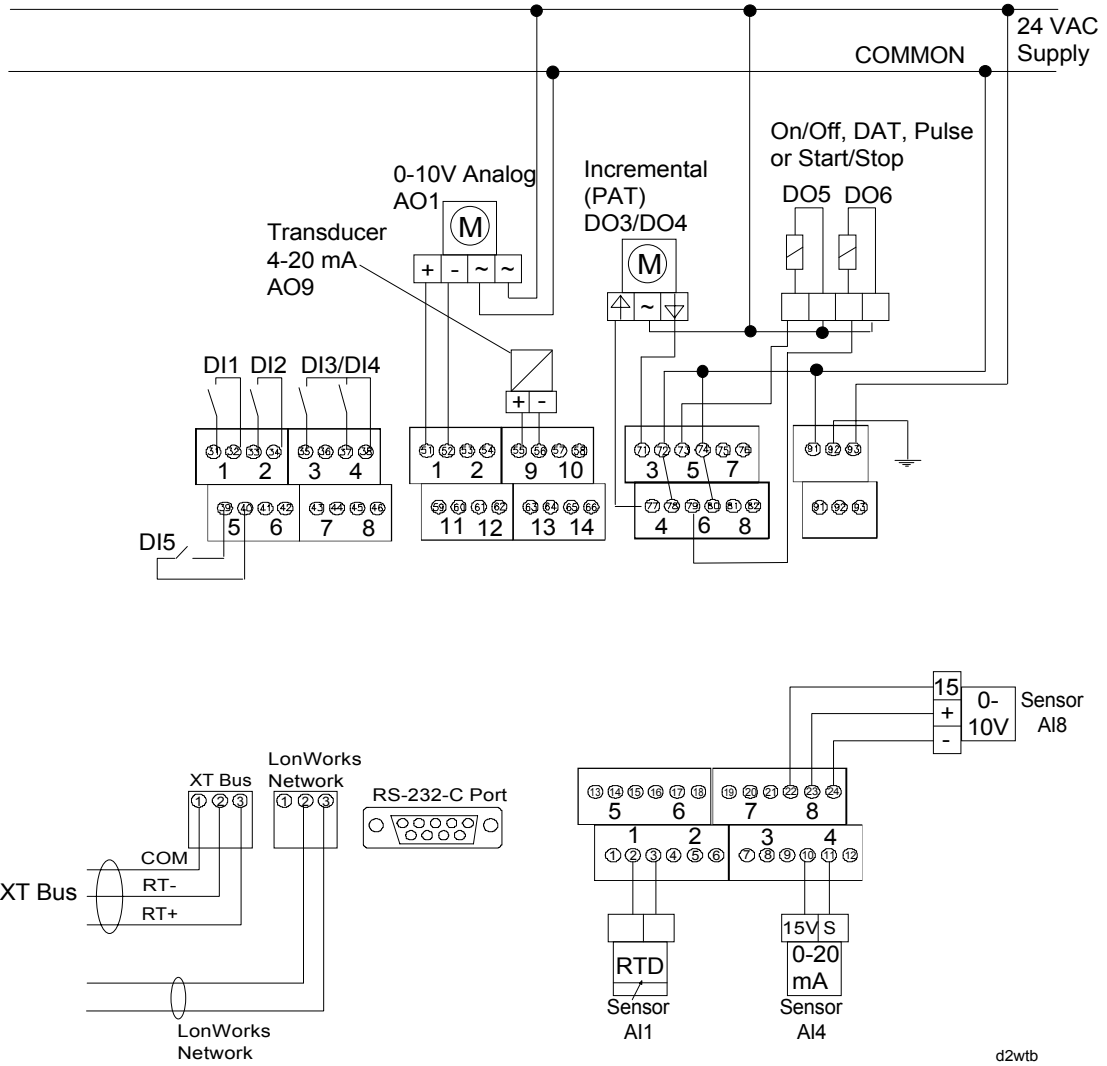 24 VAC
Supply
COMMON
On/Off, DAT, Pulse
or Start/Stop
0-10V Analog
AO1
Incremental
(PAT)
DO3/DO4
DO5 DO6
M
M
Transducer
4-20 mA
AO9
+ - ~ ~
~
DI1 DI2 DI3/DI4
+ -
31 32 33 34 35 36 37 38
1 2 3 4
51 52 53 54 55 56 57 58
1 2 9 10
71 72 73 74 75 76
3 5 7
91 92 93
39 40 41 42 43 44 45 46
5 6 7 8
59 60 61 62 63 64 65 66
11 12 13 14
77 78 79 80 81 82
4 6 8
91 92 93
DI5
15
+
-
0-
10V
Sensor
AI8
LonWorks
Network
XT Bus
1 2 3
1 2 3
RS-232-C Port
13 14 15 16 17 18 19 20 21 22 23 24
5 6 7 8
1 2 3 4
1 2 3 4 5 6 7 8 9 10 11 12
COM
XT Bus
RT-
RT+
15V S
RTD
0-20
mA
Sensor
AI1
Sensor
AI4
LonWorks
Network
d2wtb